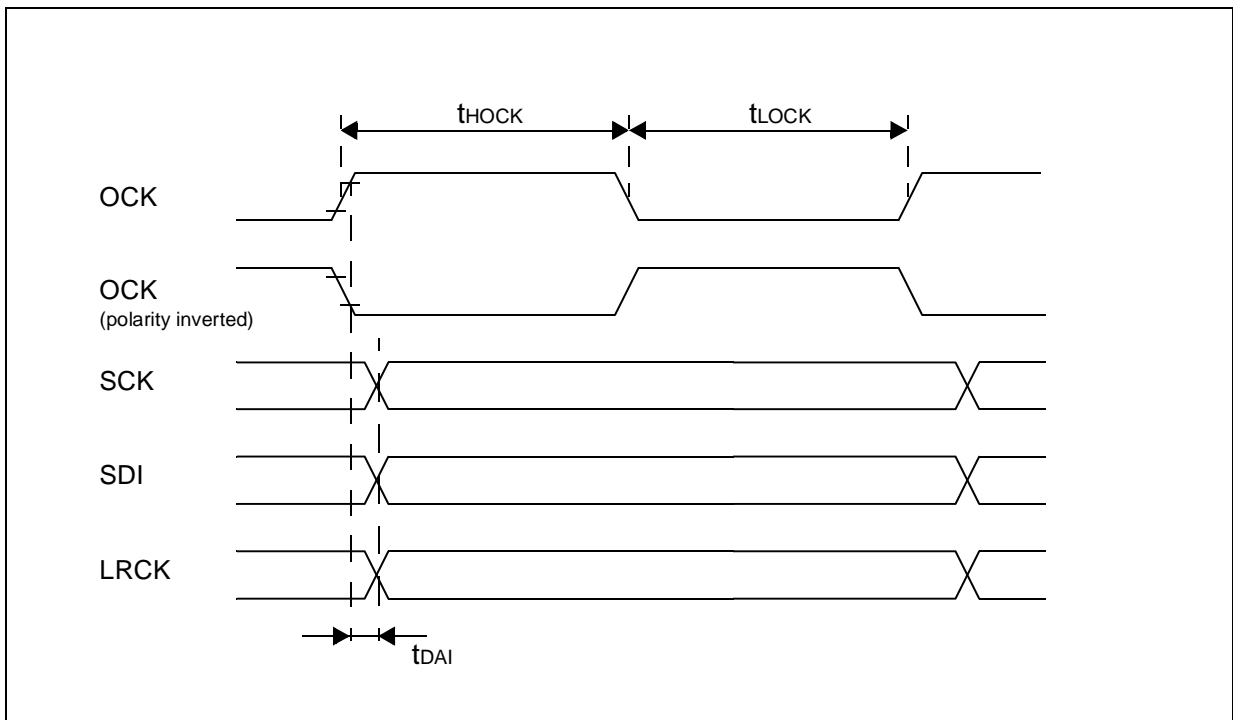 tHOCK tLOCK
OCK
OCK
(polarity inverted)
SCK
SDI
LRCK
tDAI